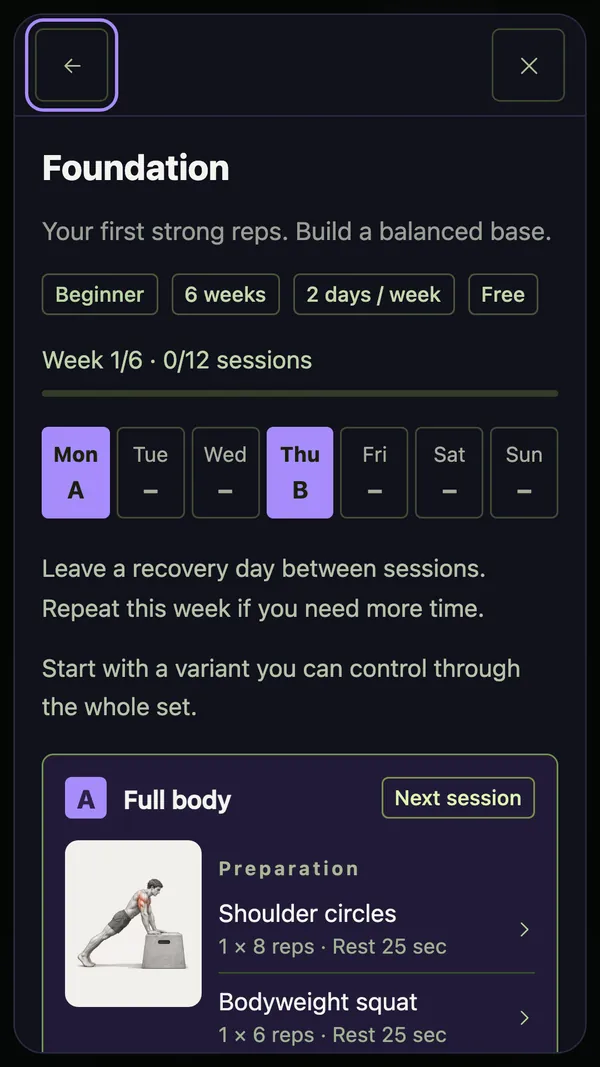 Foundation
Your first strong reps. Build a balanced base.
Beginner 6 weeks 2 days / week Free
Week 1/6 · 0/12 sessions
Mon Tue Wed Thu Fri Sat Sun
A – – B – – –
Leave a recovery day between sessions.
Repeat this week if you need more time.
Start with a variant you can control through
the whole set.
A Full body Next session
Preparation
Shoulder circles
1 × 8 reps · Rest 25 sec
Bodyweight squat
1 × 6 reps · Rest 25 sec